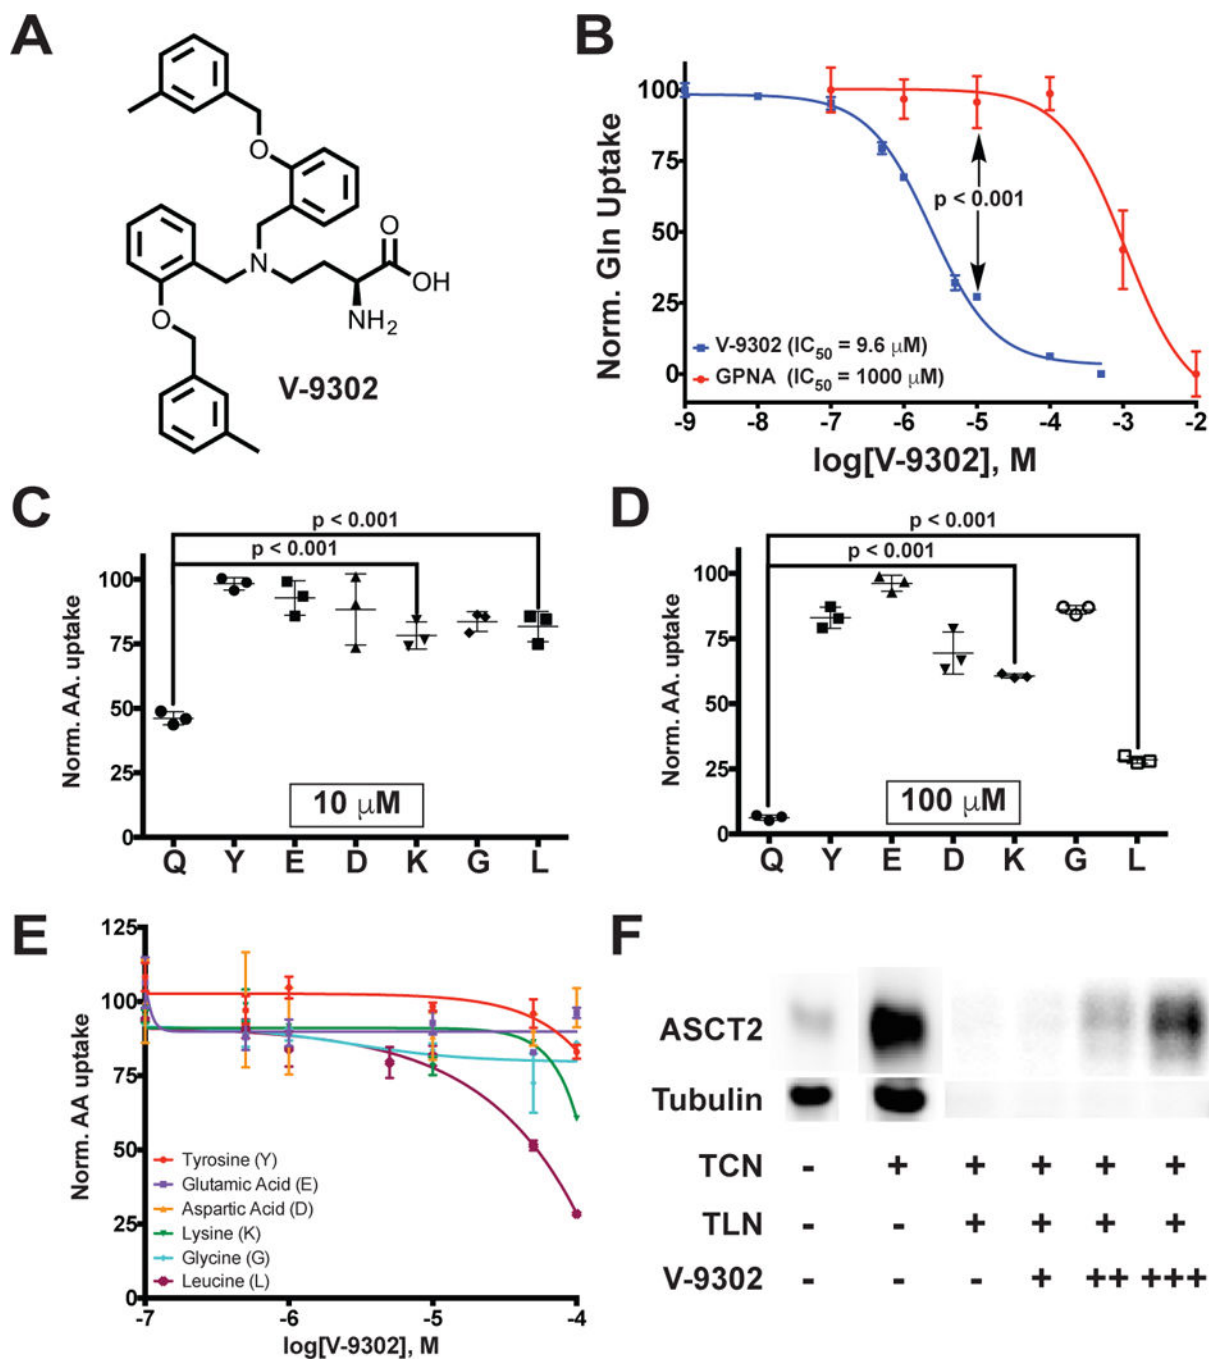 A
O
O
N
O
OH
NH2
V-9302
B
Norm. Gln Uptake
100
75
50
25
0
p < 0.001
V-9302 (IC50 = 9.6 μM)
GPNA (IC50 = 1000 μM)
-9 -8 -7 -6 -5 -4 -3 -2
log[V-9302], M
C
p < 0.001
p < 0.001
Norm. AA. uptake
100
75
50
25
0
10 μM
Q Y E D K G L
D
p < 0.001
p < 0.001
Norm. AA. uptake
100
75
50
25
0
100 μM
Q Y E D K G L
E
Norm. AA uptake
125
100
75
50
25
0
Tyrosine (Y)
Glutamic Acid (E)
Aspartic Acid (D)
Lysine (K)
Glycine (G)
Leucine (L)
-7 -6 -5 -4
log[V-9302], M
F
ASCT2
Tubulin
TCN - + + + + +
TLN - - + + + +
V-9302 - - - + ++ +++